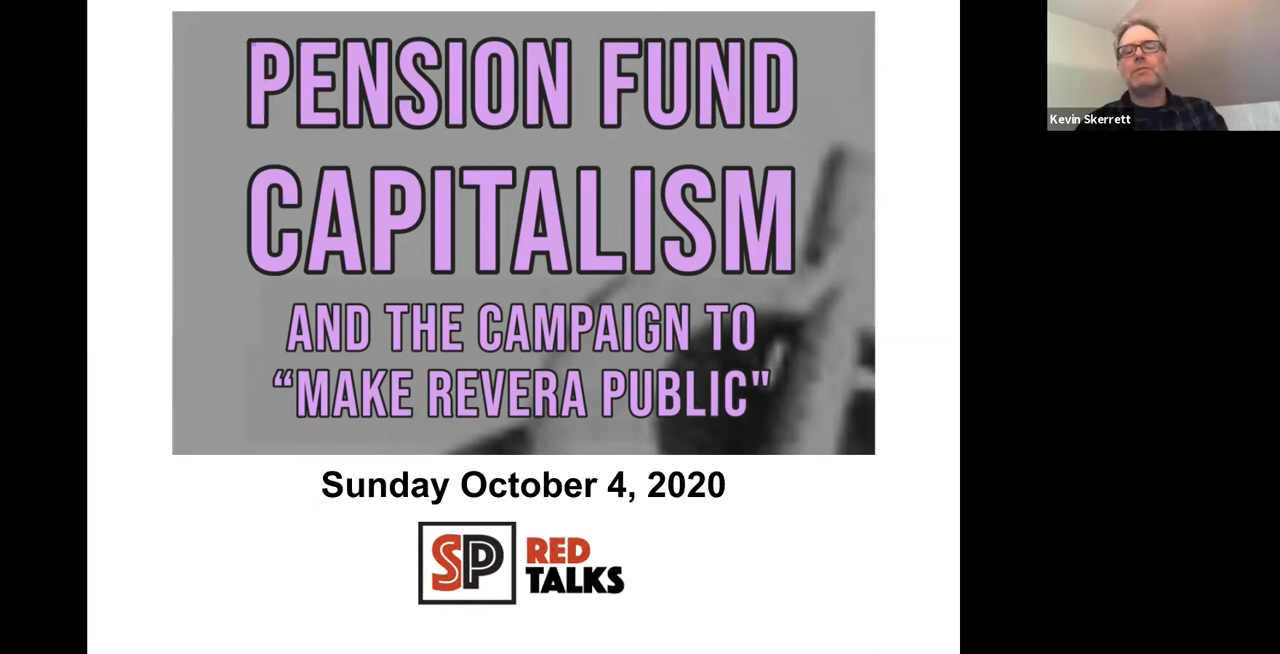 PENSION FUND
CAPITALISM
AND THE CAMPAIGN TO
“MAKE REVERA PUBLIC"
Sunday October 4, 2020
SP RED
TALKS
Kevin Skerrett